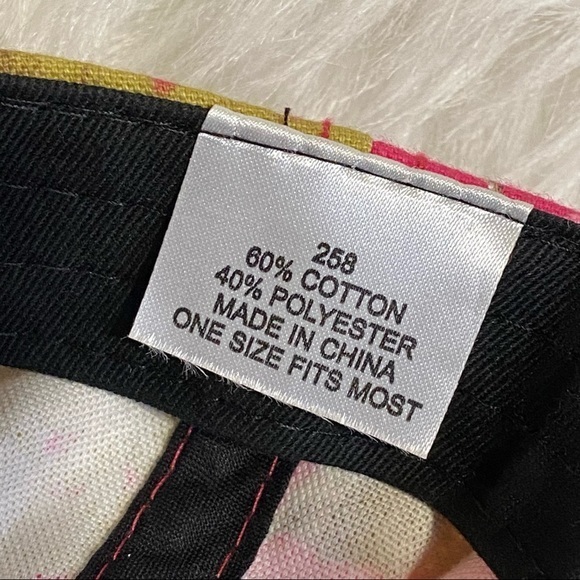 258
60% COTTON
40% POLYESTER
MADE IN CHINA
ONE SIZE FITS MOST